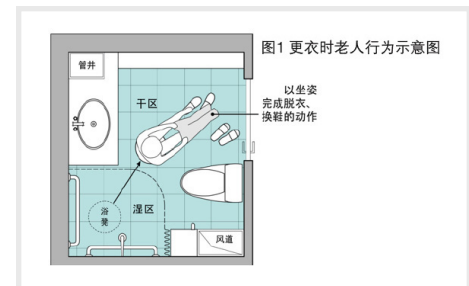 图1 更衣时老人行为示意图
管井
干区
以坐姿
完成脱衣、
换鞋的动作
浴
凳
湿区
风道